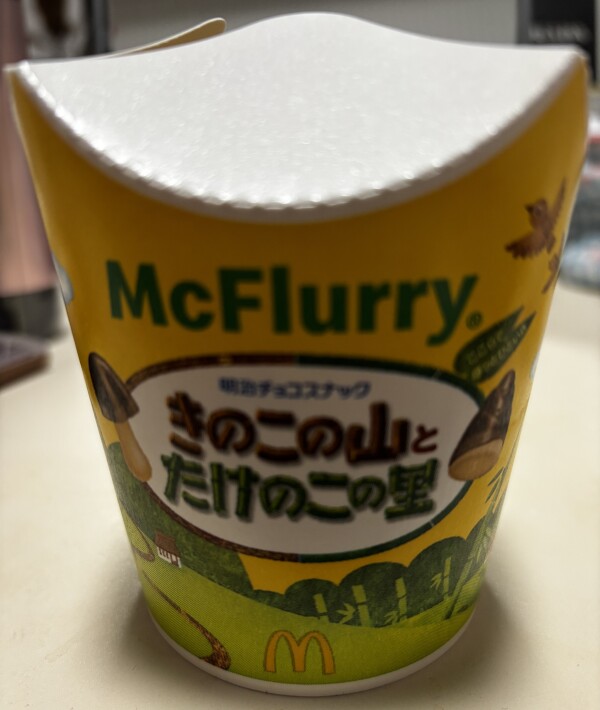 McFlurry®
明治チョコスナック
きのこの山と
たけのこの里